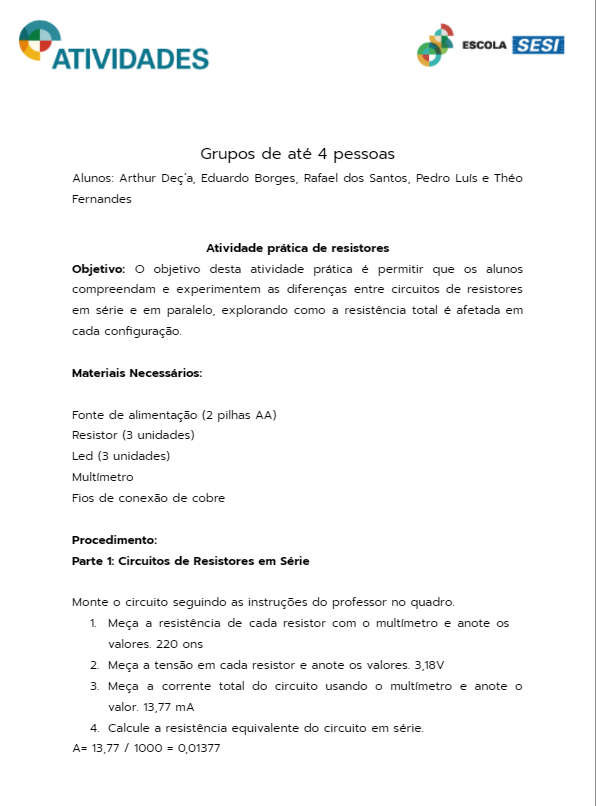 ATIVIDADES
ESCOLA SESI
Grupos de até 4 pessoas
Alunos: Arthur Deç´a, Eduardo Borges, Rafael dos Santos, Pedro Luís e Théo
Fernandes
Atividade prática de resistores
Objetivo: O objetivo desta atividade prática é permitir que os alunos
compreendam e experimentem as diferenças entre circuitos de resistores
em série e em paralelo, explorando como a resistência total é afetada em
cada configuração.
Materiais Necessários:
Fonte de alimentação (2 pilhas AA)
Resistor (3 unidades)
Led (3 unidades)
Multímetro
Fios de conexão de cobre
Procedimento:
Parte 1: Circuitos de Resistores em Série
Monte o circuito seguindo as instruções do professor no quadro.
1. Meça a resistência de cada resistor com o multímetro e anote os
valores. 220 ons
2. Meça a tensão em cada resistor e anote os valores. 3,18V
3. Meça a corrente total do circuito usando o multímetro e anote o
valor. 13,77 mA
4. Calcule a resistência equivalente do circuito em série.
A= 13,77 / 1000 = 0,01377